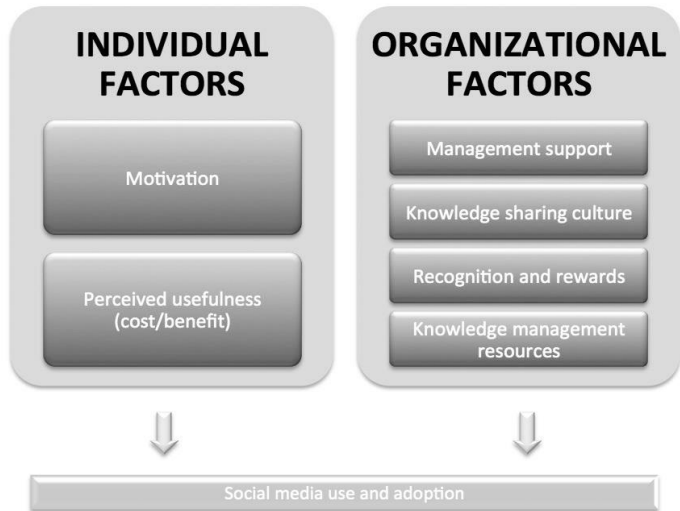 INDIVIDUAL
FACTORS
Motivation
Perceived usefulness
(cost/benefit)
ORGANIZATIONAL
FACTORS
Management support
Knowledge sharing culture
Recognition and rewards
Knowledge management
resources
Social media use and adoption